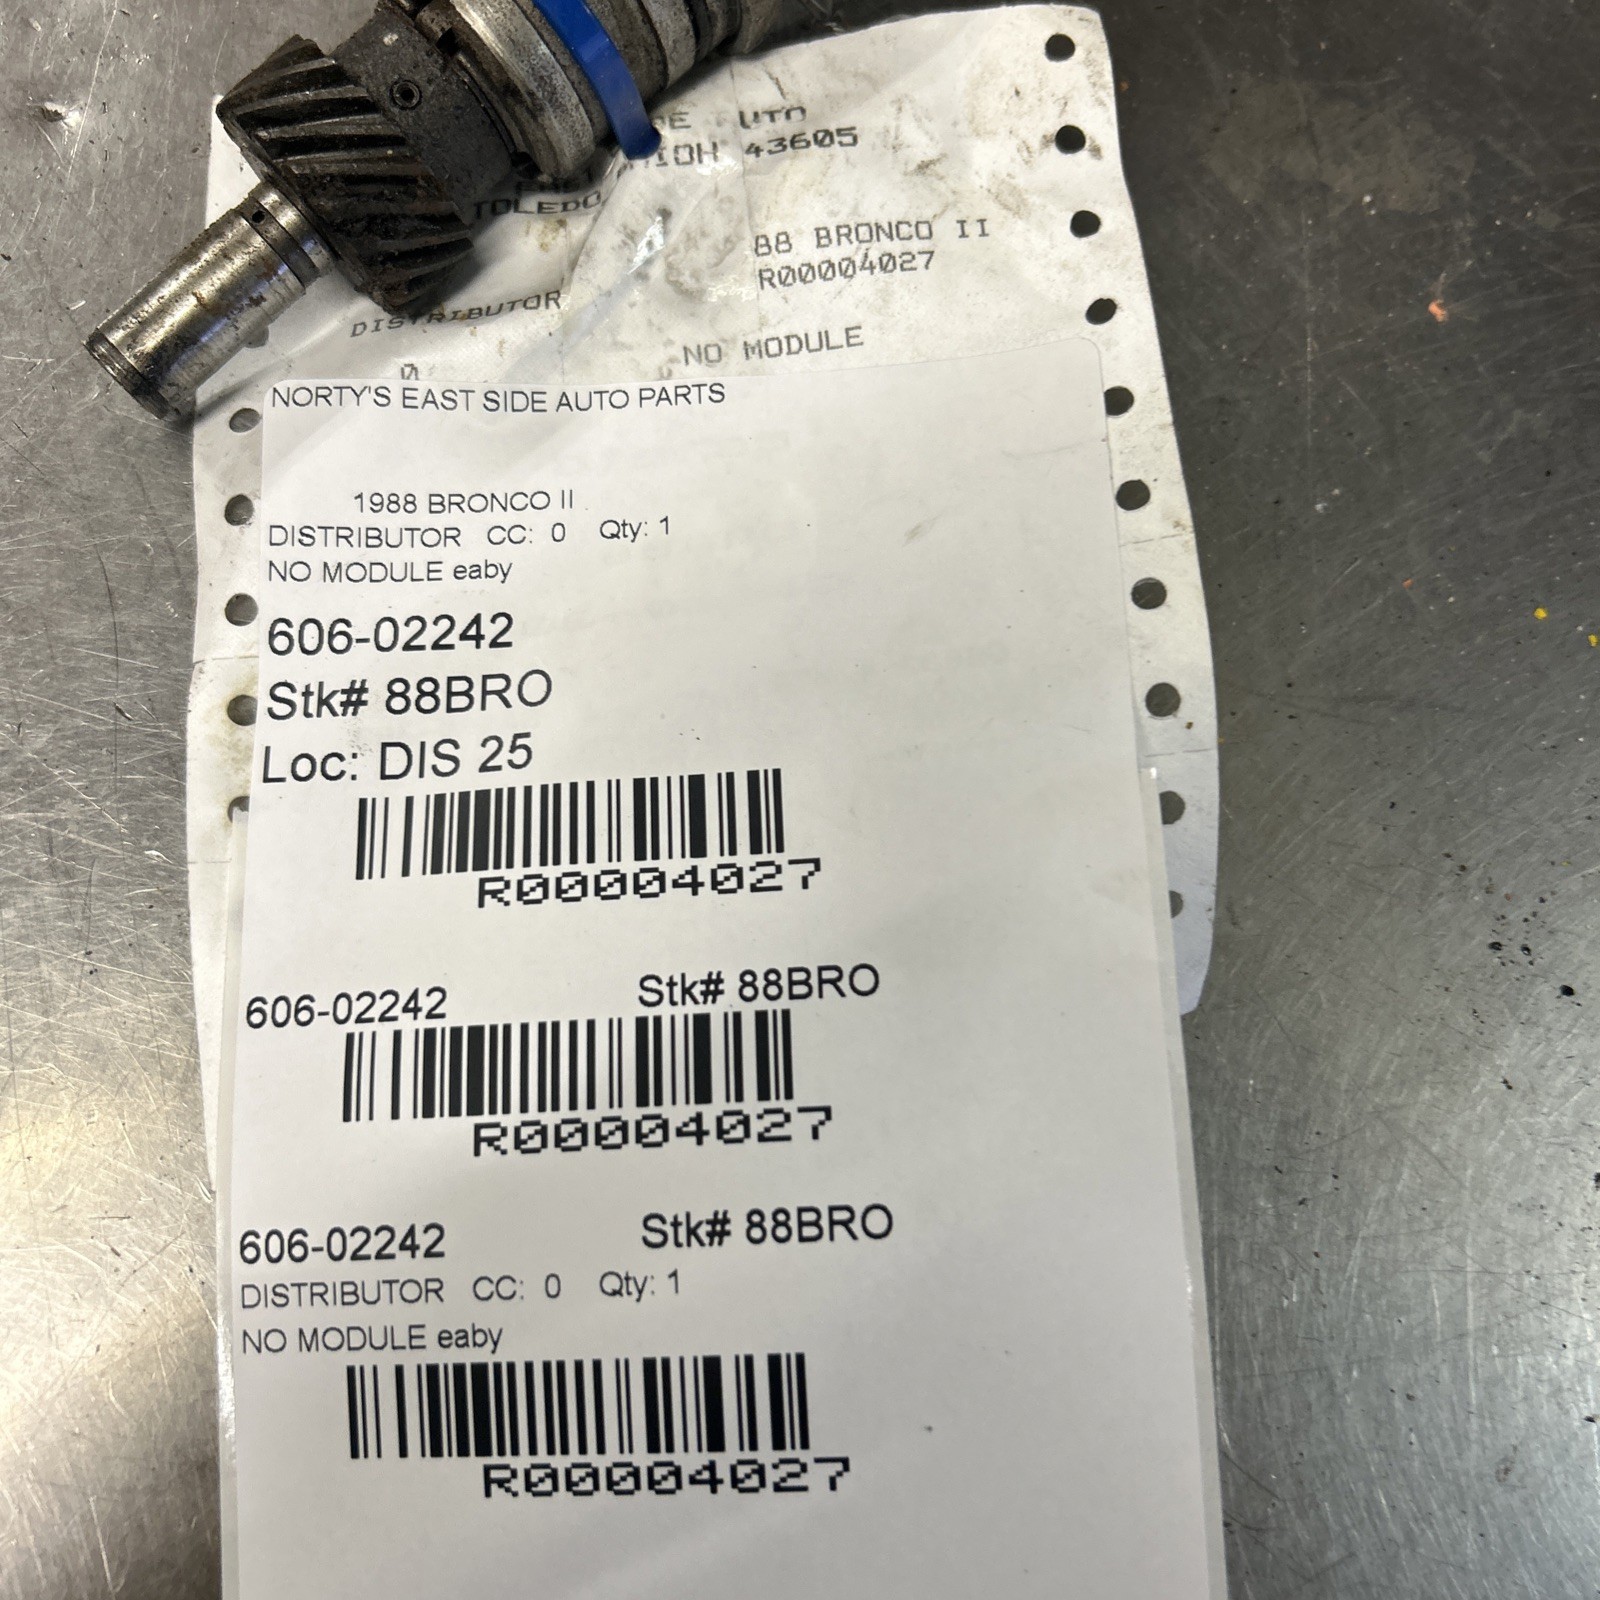 UTO
43605
TOLEDO
88 BRONCO II
R00004027
DISTRIBUTOR
NO MODULE
0
NORTY'S EAST SIDE AUTO PARTS
1988 BRONCO II
DISTRIBUTOR CC: 0 Qty: 1
NO MODULE eaby
606-02242
Stk# 88BRO
Loc: DIS 25
R00004027
606-02242 Stk# 88BRO
R00004027
606-02242 Stk# 88BRO
DISTRIBUTOR CC: 0 Qty: 1
NO MODULE eaby
R00004027